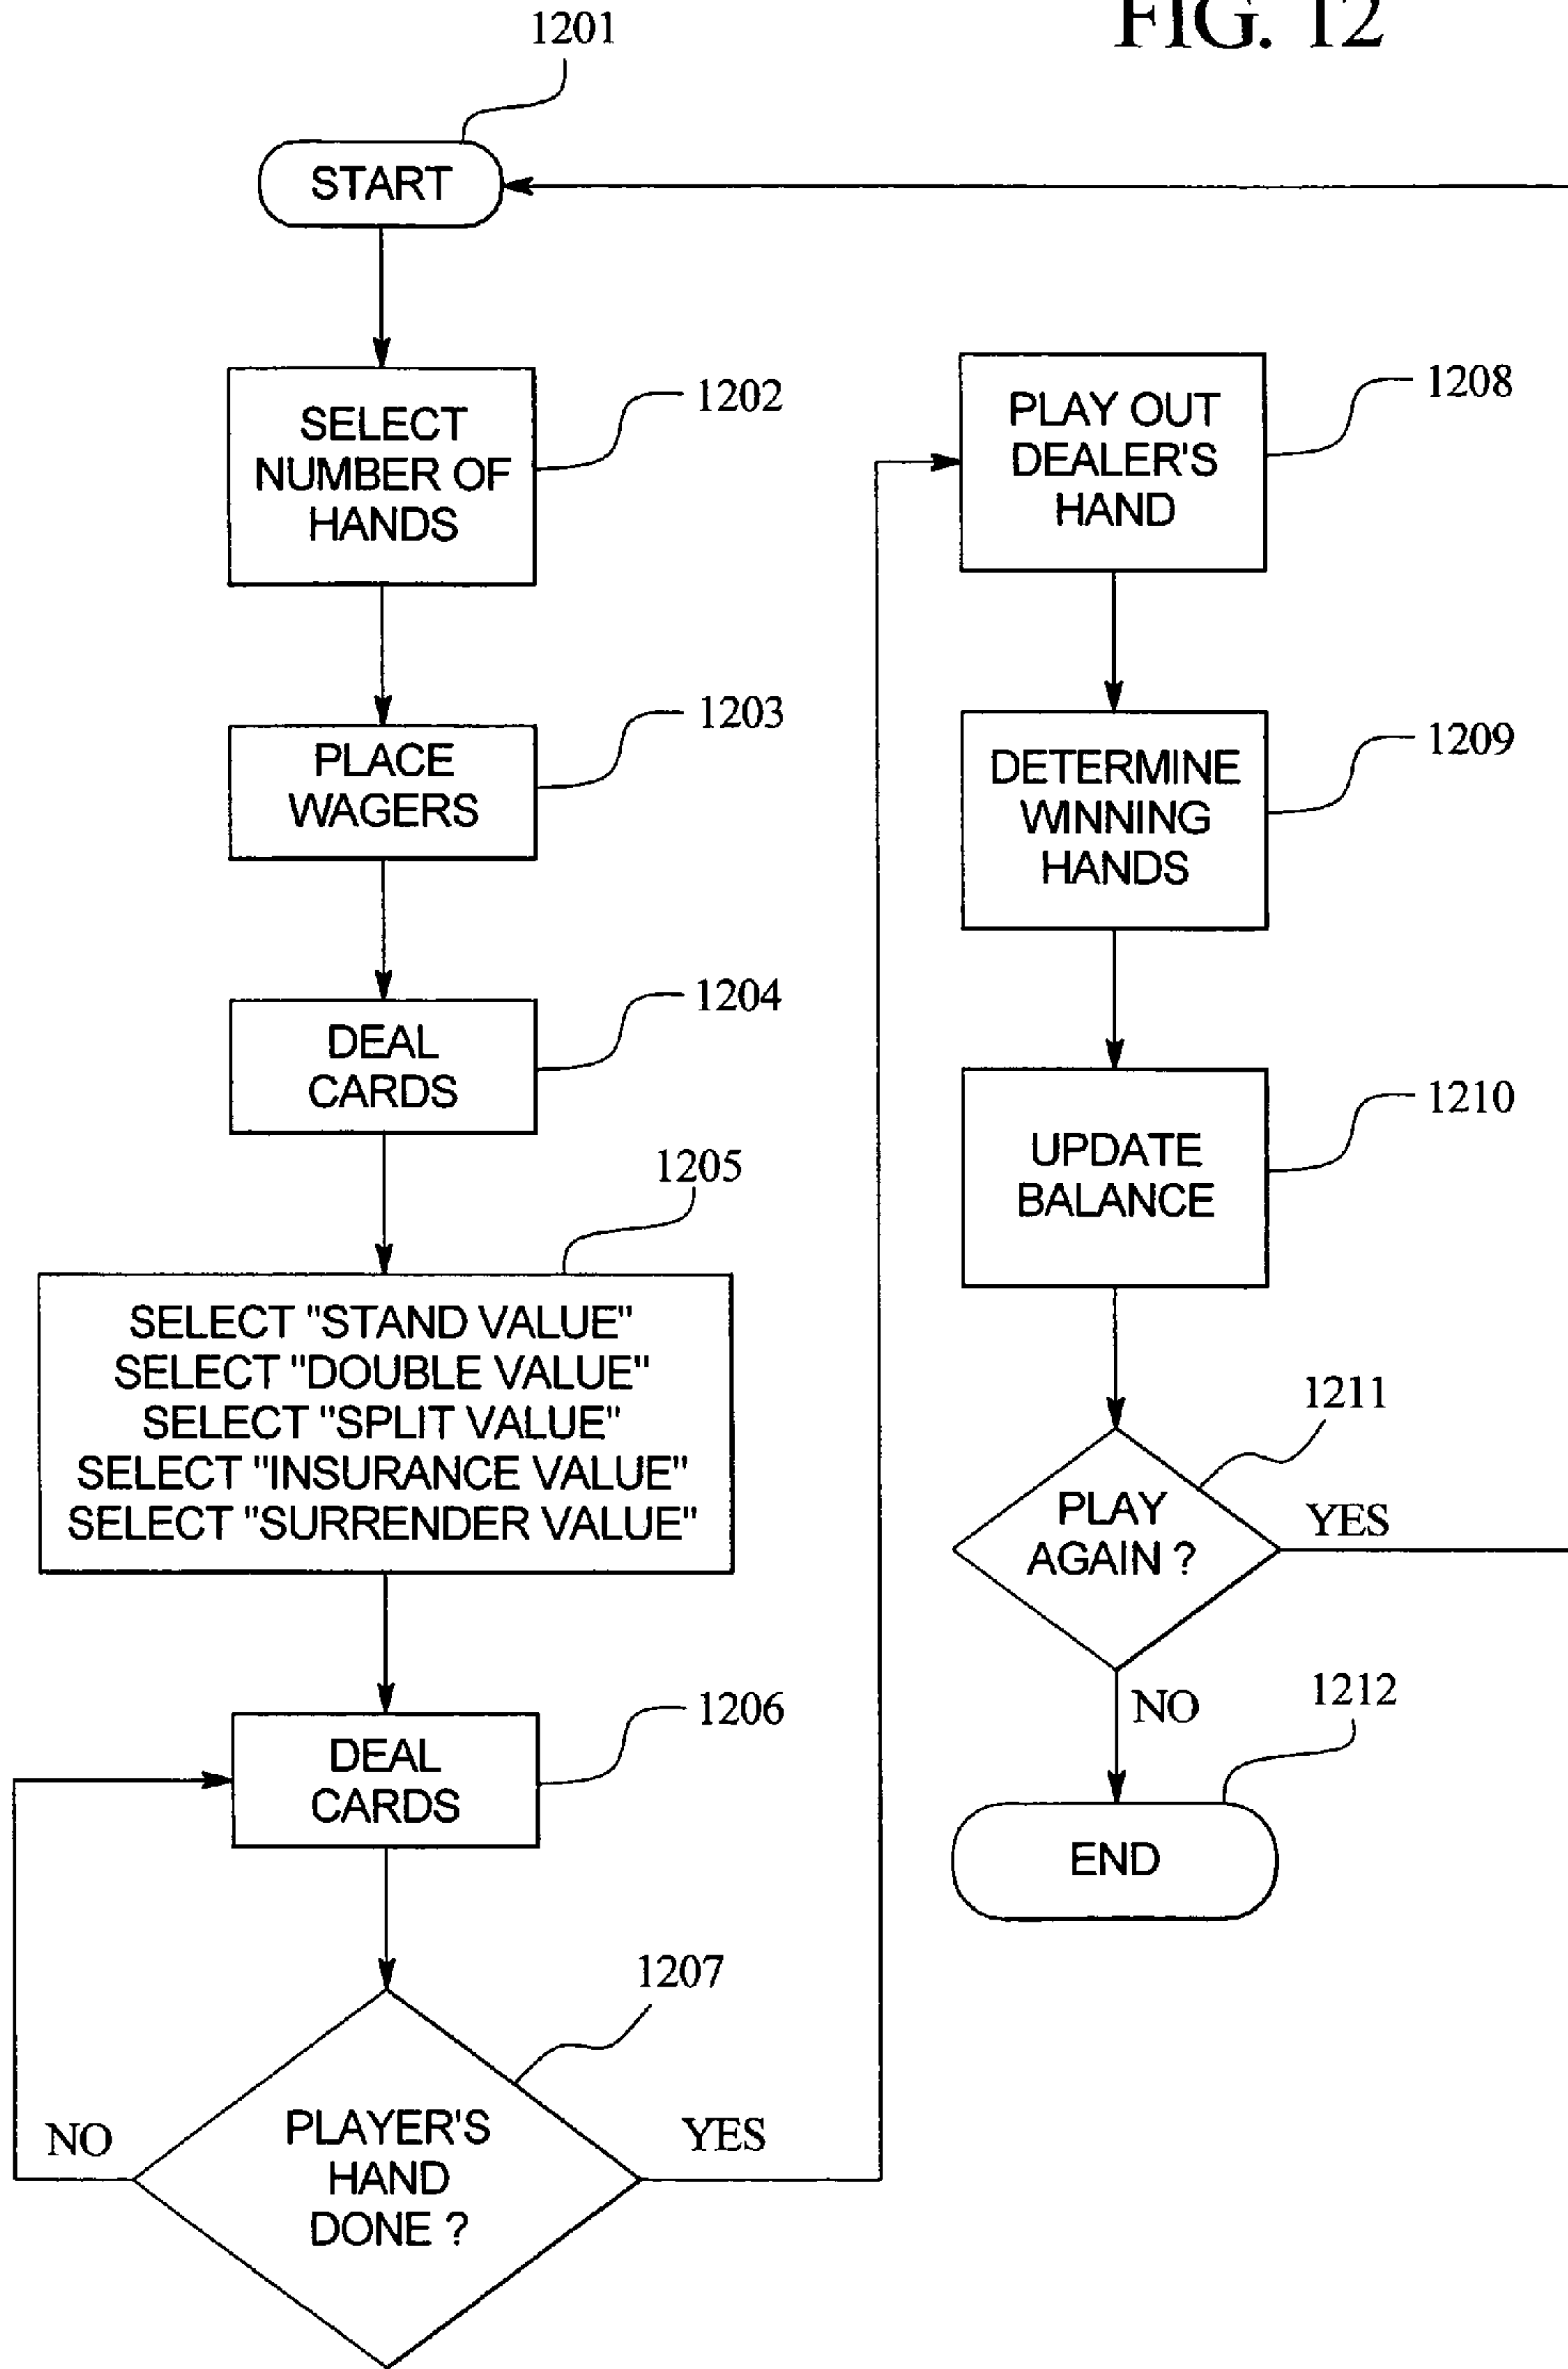 FIG. 12
1201
START
SELECT
NUMBER OF
HANDS
1202
PLACE
WAGERS
1203
DEAL
CARDS
1204
1205
SELECT "STAND VALUE"
SELECT "DOUBLE VALUE"
SELECT "SPLIT VALUE"
SELECT "INSURANCE VALUE"
SELECT "SURRENDER VALUE"
DEAL
CARDS
1206
1207
PLAYER'S
HAND
DONE ?
NO
YES
PLAY OUT
DEALER'S
HAND
1208
DETERMINE
WINNING
HANDS
1209
UPDATE
BALANCE
1210
1211
PLAY
AGAIN ?
YES
NO
1212
END